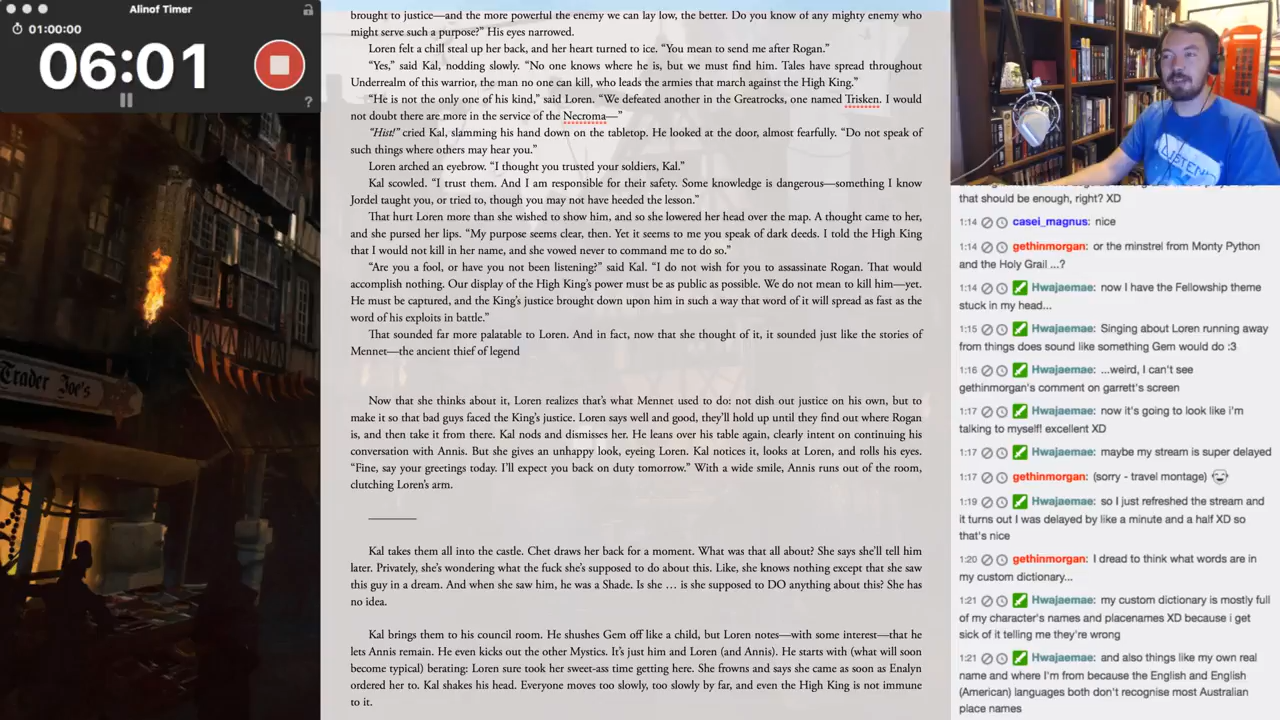 Alinof Timer
01:00:00
06:01
?
Trader Joe's
brought to justice—and the more powerful the enemy we can lay low, the better. Do you know of any mighty enemy who
might serve such a purpose?” His eyes narrowed.
Loren felt a chill steal up her back, and her heart turned to ice. “You mean to send me after Rogan.”
“Yes,” said Kal, nodding slowly. “No one knows where he is, but we must find him. Tales have spread throughout
Underrealm of this warrior, the man no one can kill, who leads the armies that march against the High King.”
“He is not the only one of his kind,” said Loren. “We defeated another in the Greatrocks, one named Trisken. I would
not doubt there are more in the service of the Necroma—”
“Hist!” cried Kal, slamming his hand down on the tabletop. He looked at the door, almost fearfully. “Do not speak of
such things where others may hear you.”
Loren arched an eyebrow. “I thought you trusted your soldiers, Kal.”
Kal scowled. “I trust them. And I am responsible for their safety. Some knowledge is dangerous—something I know
Jordel taught you, or tried to, though you may not have heeded the lesson.”
That hurt Loren more than she wished to show him, and so she lowered her head over the map. A thought came to her,
and she pursed her lips. “My purpose seems clear, then. Yet it seems to me you speak of dark deeds. I told the High King
that I would not kill in her name, and she vowed never to command me to do so.”
“Are you a fool, or have you not been listening?” said Kal. “I do not wish for you to assassinate Rogan. That would
accomplish nothing. Our display of the High King’s power must be as public as possible. We do not mean to kill him—yet.
He must be captured, and the King’s justice brought down upon him in such a way that word of it will spread as fast as the
word of his exploits in battle.”
That sounded far more palatable to Loren. And in fact, now that she thought of it, it sounded just like the stories of
Mennet—the ancient thief of legend
Now that she thinks about it, Loren realizes that’s what Mennet used to do: not dish out justice on his own, but to
make it so that bad guys faced the King’s justice. Loren says well and good, they’ll hold up until they find out where Rogan
is, and then take it from there. Kal nods and dismisses her. He leans over his table again, clearly intent on continuing his
conversation with Annis. But she gives an unhappy look, eyeing Loren. Kal notices it, looks at Loren, and rolls his eyes.
“Fine, say your greetings today. I’ll expect you back on duty tomorrow.” With a wide smile, Annis runs out of the room,
clutching Loren’s arm.
Kal takes them all into the castle. Chet draws her back for a moment. What was that all about? She says she’ll tell him
later. Privately, she’s wondering what the fuck she’s supposed to do about this. Like, she knows nothing except that she saw
this guy in a dream. And when she saw him, he was a Shade. Is she … is she supposed to DO anything about this? She has
no idea.
Kal brings them to his council room. He shushes Gem off like a child, but Loren notes—with some interest—that he
lets Annis remain. He even kicks out the other Mystics. It’s just him and Loren (and Annis). He starts with (what will soon
become typical) berating: Loren sure took her sweet-ass time getting here. She frowns and says she came as soon as Enalyn
ordered her to. Kal shakes his head. Everyone moves too slowly, too slowly by far, and even the High King is not immune
to it.
LISTEN!
that should be enough, right? XD
1:14 casei_magnus: nice
1:14 gethinmorgan: or the minstrel from Monty Python
and the Holy Grail ...?
1:14 Hwajaemae: now I have the Fellowship theme
stuck in my head...
1:15 Hwajaemae: Singing about Loren running away
from things does sound like something Gem would do :3
1:16 Hwajaemae: ...weird, I can't see
gethinmorgan's comment on garrett's screen
1:17 Hwajaemae: now it's going to look like i'm
talking to myself! excellent XD
1:17 Hwajaemae: maybe my stream is super delayed
1:17 gethinmorgan: (sorry - travel montage)
1:19 Hwajaemae: so I just refreshed the stream and
it turns out I was delayed by like a minute and a half XD so
that's nice
1:20 gethinmorgan: I dread to think what words are in
my custom dictionary...
1:21 Hwajaemae: my custom dictionary is mostly full
of my character's names and placenames XD because i get
sick of it telling me they're wrong
1:21 Hwajaemae: and also things like my own real
name and where I'm from because the English and English
(American) languages both don't recognise most Australian
place names